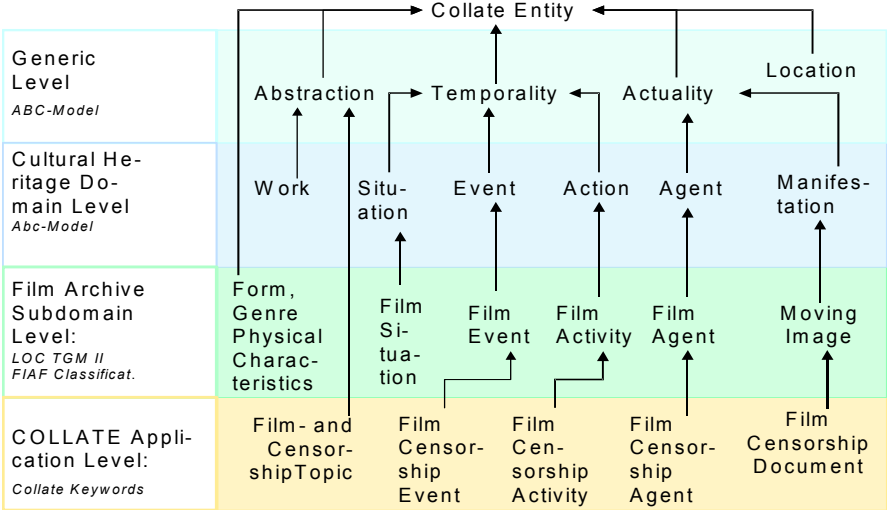 Collate Entity
Generic
Level
ABC-Model
Abstraction
Temporality
Actuality
Location
Cultural He-
ritage Do-
main Level
Abc-Model
Work
Situ-
ation
Event
Action
Agent
Manifes-
tation
Film Archive
Subdomain
Level:
LOC TGM II
FIAF Classificat.
Form,
Genre
Physical
Charac-
teristics
Film
Si-
tua-
tion
Film
Event
Film
Activity
Film
Agent
Moving
Image
COLLATE Appli-
cation Level:
Collate Keywords
Film- and
Censor-
shipTopic
Film
Censor-
ship
Event
Film
Cen-
sorship
Activity
Film
Censor-
ship
Agent
Film
Censorship
Document